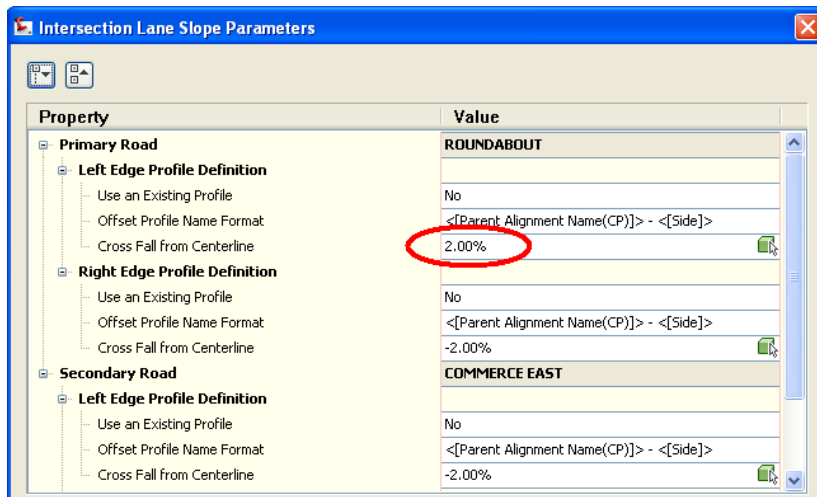 Intersection Lane Slope Parameters
Property Value
Primary Road ROUNDABOUT
Left Edge Profile Definition
Use an Existing Profile No
Offset Profile Name Format <[Parent Alignment Name(CP)]> - <[Side]>
Cross Fall from Centerline 2.00%
Right Edge Profile Definition
Use an Existing Profile No
Offset Profile Name Format <[Parent Alignment Name(CP)]> - <[Side]>
Cross Fall from Centerline -2.00%
Secondary Road COMMERCE EAST
Left Edge Profile Definition
Use an Existing Profile No
Offset Profile Name Format <[Parent Alignment Name(CP)]> - <[Side]>
Cross Fall from Centerline -2.00%